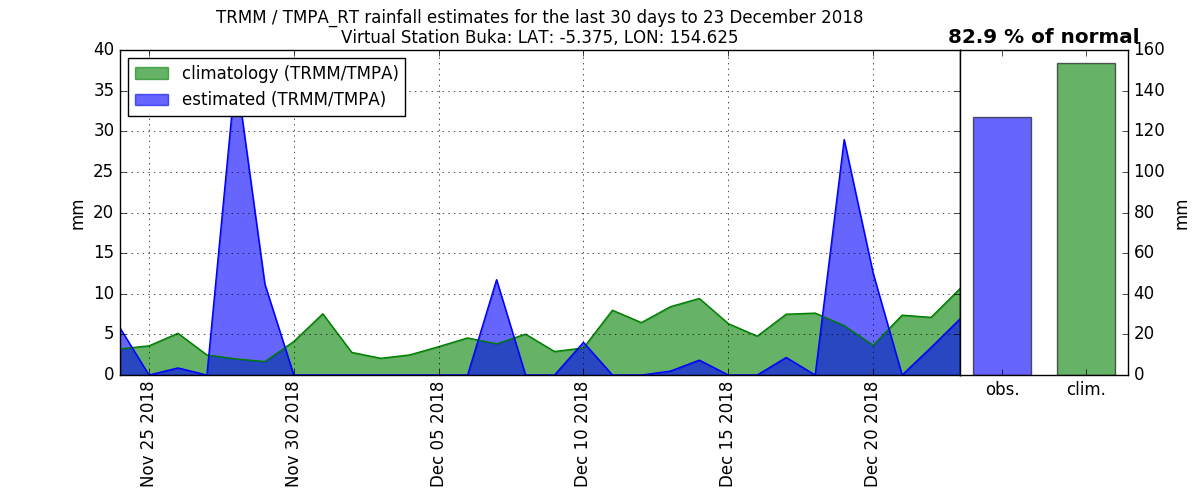 TRMM / TMPA_RT rainfall estimates for the last 30 days to 23 December 2018
Virtual Station Buka: LAT: -5.375, LON: 154.625
82.9 % of normal
climatology (TRMM/TMPA)
estimated (TRMM/TMPA)
40
35
30
25
20
15
10
5
0
mm
Nov 25 2018
Nov 30 2018
Dec 05 2018
Dec 10 2018
Dec 15 2018
Dec 20 2018
160
140
120
100
80
60
40
20
0
mm
obs.
clim.